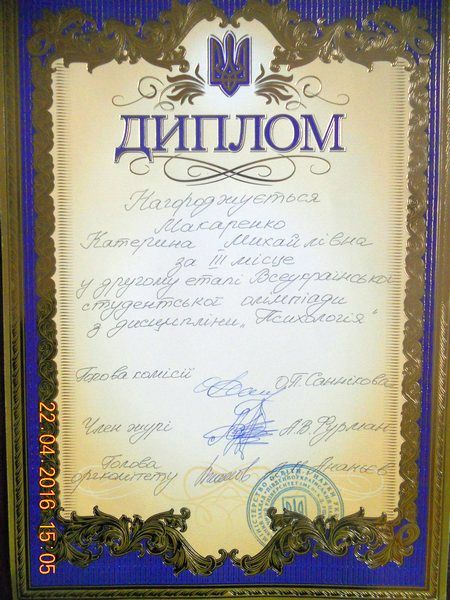 ДИПЛОМ
Нагороджується
Макаренко
Катерина Михайлівна
за III місце
у другому етапі Всеукраїнської
студентської олімпіади
з дисципліни „Психологія"
Голова комісії О.П. Саннікова
Член журі А.В. Фурман
Голова
оргкомітету Ананьєв
22 04 2016 15:05